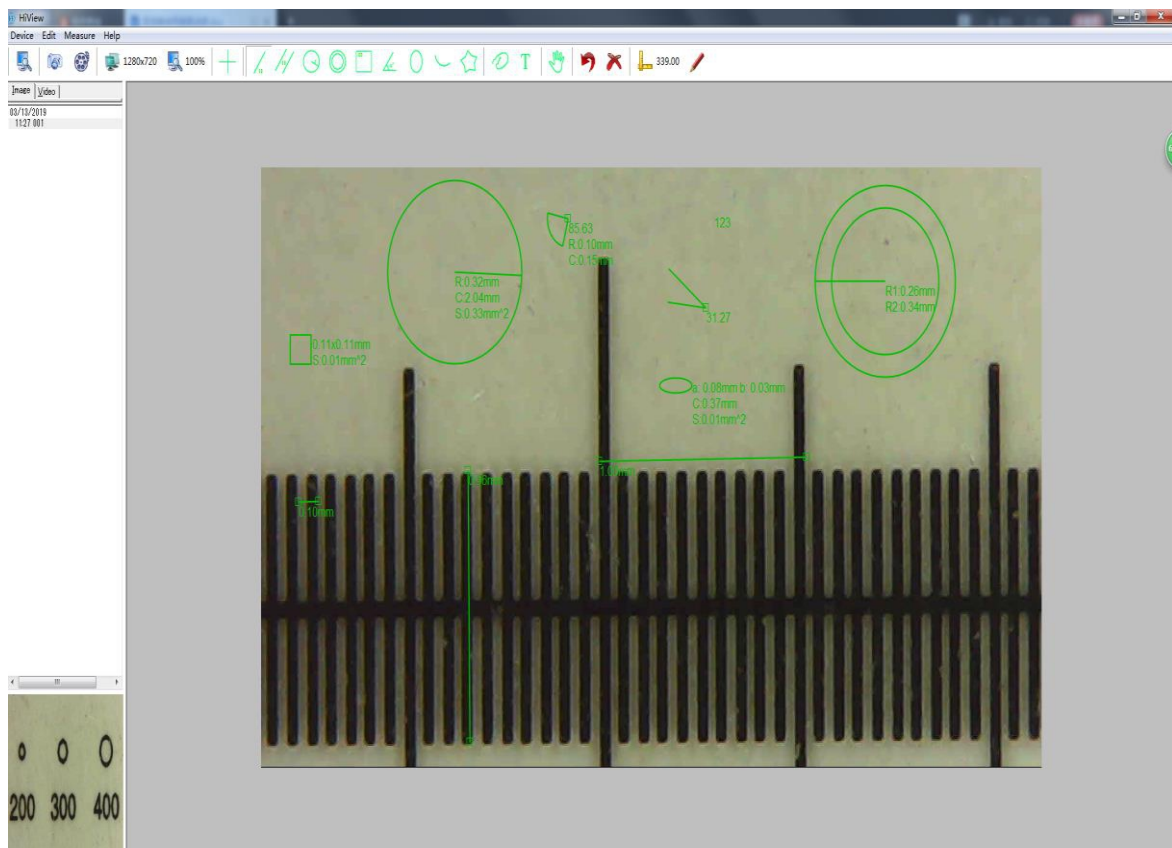 HiView
Device Edit Measure Help
1280x720 100% T 339.00
Image Video
03/13/2019
11:27 001
85.63
R:0.10mm
C:0.15mm
123
R:0.32mm
C:2.04mm
S:0.33mm^2
R1:0.26mm
R2:0.34mm
31.27
0.11x0.11mm
S:0.01mm^2
a: 0.08mm b: 0.03mm
C:0.37mm
S:0.01mm^2
0.10mm
200 300 400